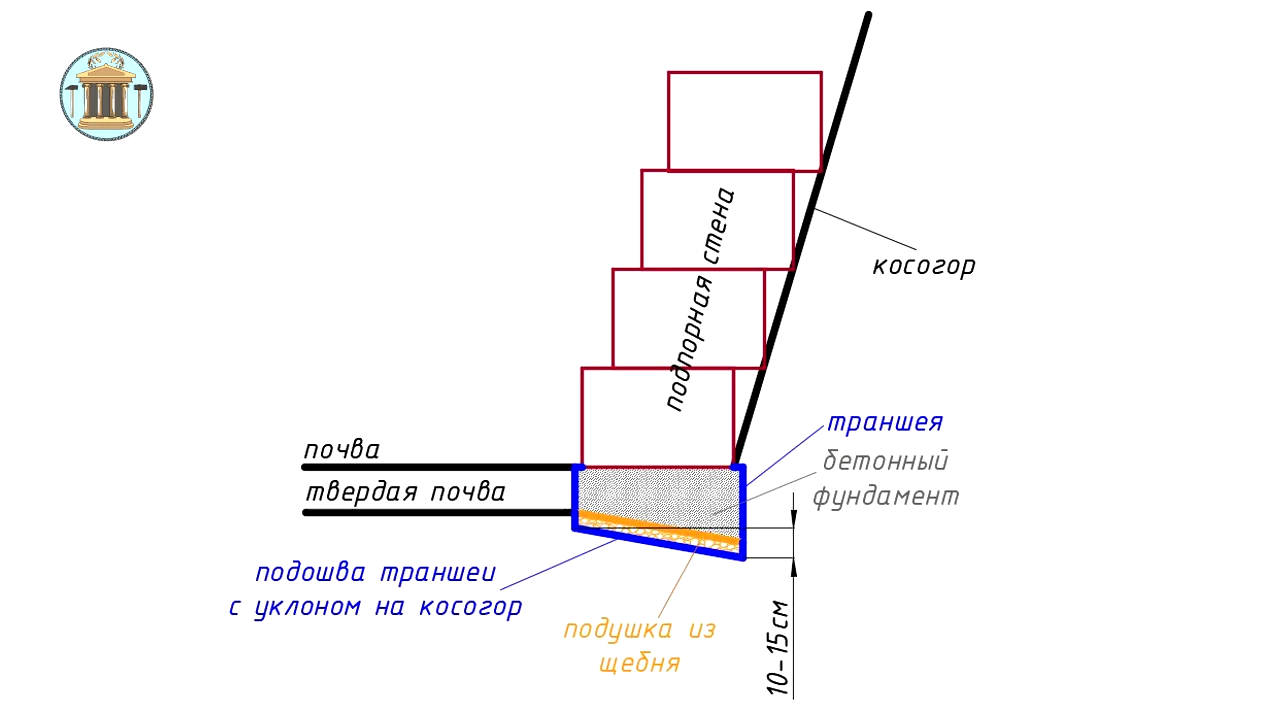 подпорная стена
косогор
почва
твердая почва
траншея
бетонный
фундамент
подошва траншеи
с уклоном на косогор
подушка из
щебня
10-15см